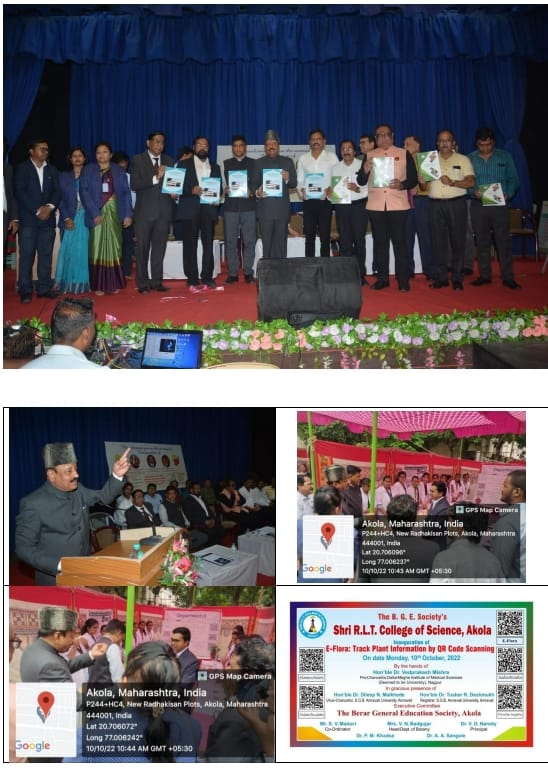 GPS Map Camera
Akola, Maharashtra, India
P244+HC4, New Radhakisan Plots, Akola, Maharashtra
444001, India
Lat 20.706096°
Long 77.006237°
10/10/22 10:43 AM GMT +05:30
Google
Department of
GPS Map Camera
Akola, Maharashtra, India
P244+HC4, New Radhakisan Plots, Akola, Maharashtra
444001, India
Lat 20.706072°
Long 77.006242°
10/10/22 10:44 AM GMT +05:30
Google
The B. G. E. Society's
Shri R.L.T. College of Science, Akola
Inauguration of
E-Flora: Track Plant Information by QR Code Scanning
On date Monday, 10th October, 2022
By the hands of
Hon'ble Dr. Vedprakash Mishra
Pro-Chancellor, Datta Meghe Institute of Medical Sciences
(Deemed to be University), Nagpur
In gracious presence of
Hon'ble Dr. Dileep N. Malkhede
Hon'ble Dr. Tushar R. Deshmukh
Vice-Chancellor, S.G.B. Amravati University Amravati
Registrar, S.G.B. Amravati University, Amravati
Executive Committee
The Berar General Education Society, Akola
Mr. S. V. Madavi
Co-Ordinator
Mrs. V. N. Badgujar
Head/Dept. of Botany
Dr. V. D. Nanoty
Principal
Dr. P. M. Khadse
Dr. A. A. Sangole
E-Flora